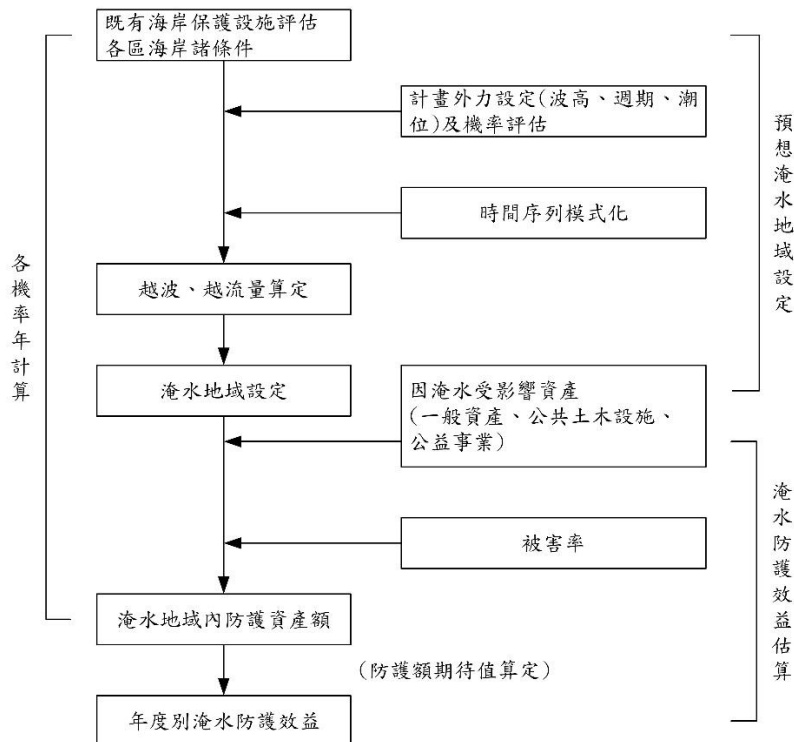 既有海岸保護設施評估
各區海岸諸條件
計畫外力設定(波高、週期、潮
位)及機率評估
時間序列模式化
越波、越流量算定
淹水地域設定
因淹水受影響資產
(一般資產、公共土木設施、
公益事業)
被害率
淹水地域內防護資產額
(防護額期待值算定)
年度別淹水防護效益
各機率年計算
預想淹水地域設定
淹水防護效益估算